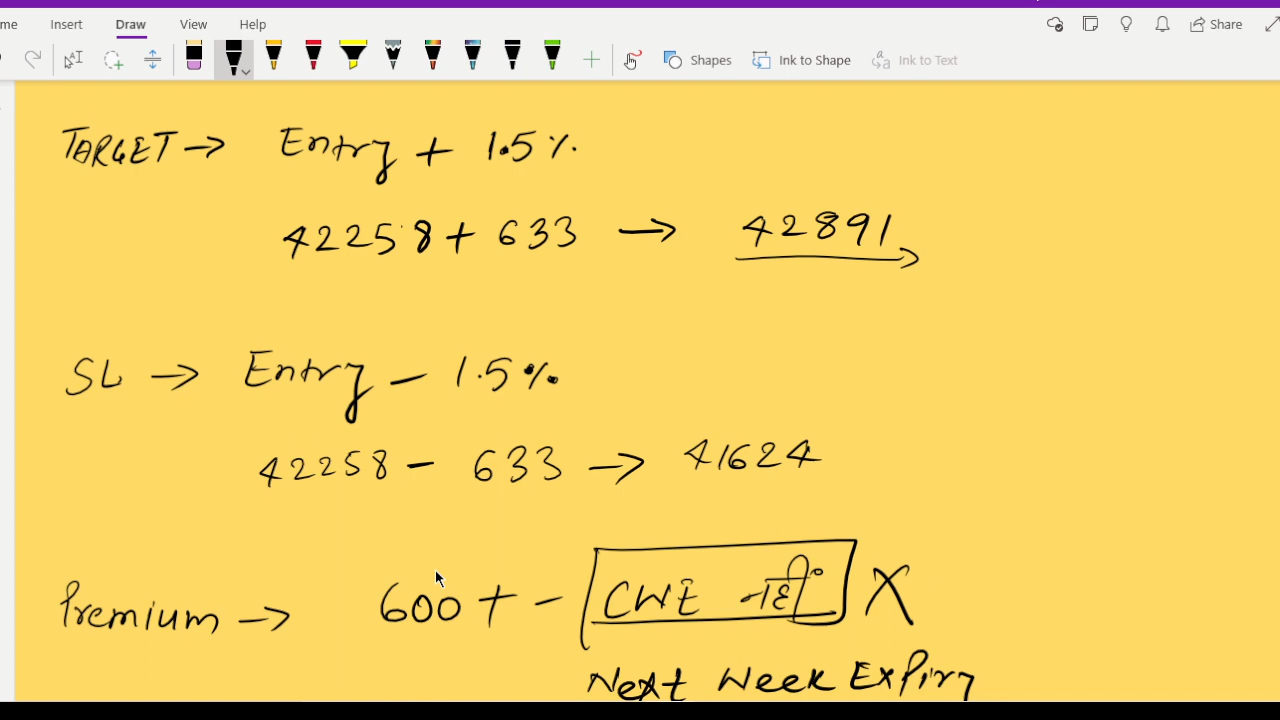 me Insert Draw View Help Share
Shapes Ink to Shape Ink to Text
TARGET → Entry + 1.5%
42258 + 633 → 42891
SL → Entry - 1.5%
42258 - 633 → 41624
Premium → 600 + - CWE नहीं X
Next Week Expiry